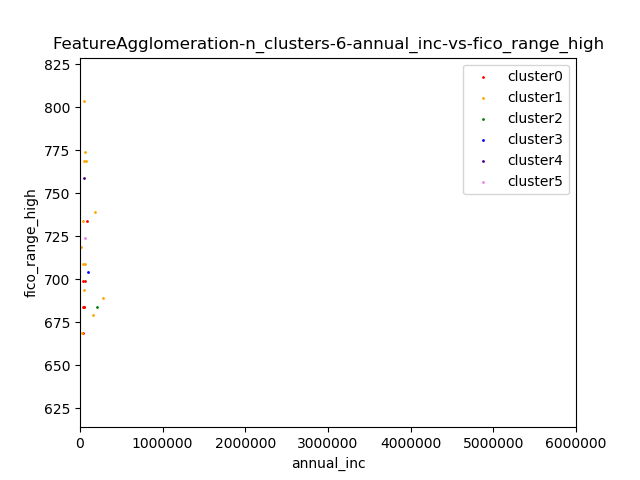 FeatureAgglomeration-n_clusters-6-annual_inc-vs-fico_range_high
825
800
775
750
725
700
675
650
625
fico_range_high
cluster0
cluster1
cluster2
cluster3
cluster4
cluster5
0 1000000 2000000 3000000 4000000 5000000 6000000
annual_inc